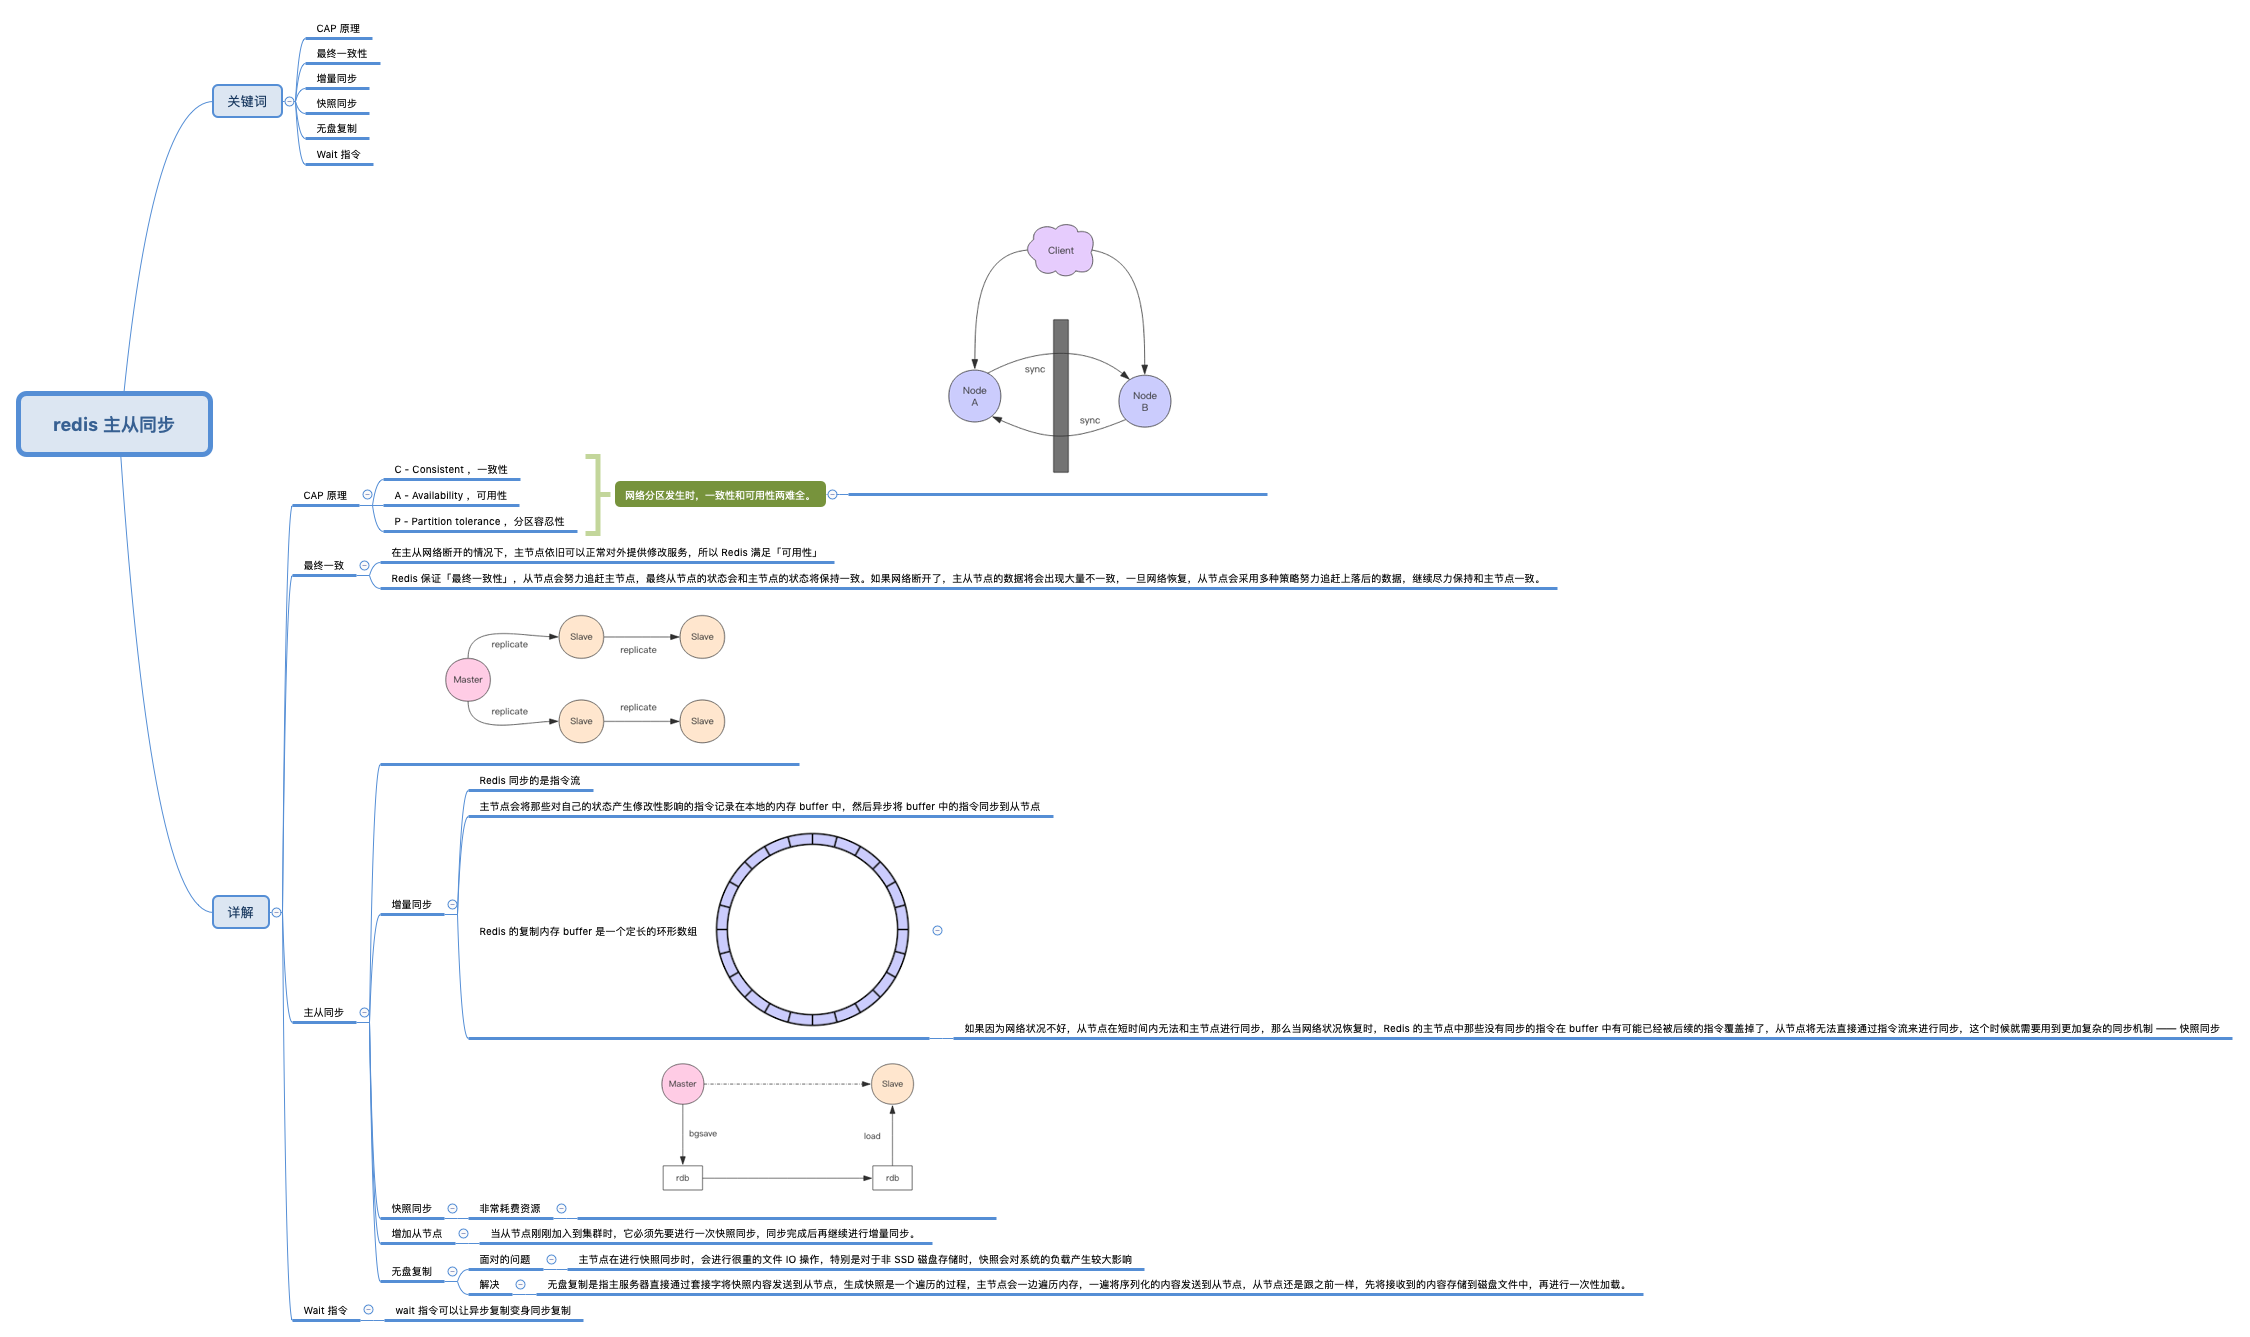 redis 主从同步
关键词
CAP 原理
最终一致性
增量同步
快照同步
无盘复制
Wait 指令
详解
CAP 原理
C - Consistent ，一致性
A - Availability ，可用性
P - Partition tolerance ，分区容忍性
网络分区发生时，一致性和可用性两难全。
Client
Node
A
Node
B
sync
sync
最终一致
在主从网络断开的情况下，主节点依旧可以正常对外提供修改服务，所以 Redis 满足「可用性」
Redis 保证「最终一致性」，从节点会努力追赶主节点，最终从节点的状态会和主节点的状态将保持一致。如果网络断开了，主从节点的数据将会出现大量不一致，一旦网络恢复，从节点会采用多种策略努力追赶上落后的数据，继续尽力保持和主节点一致。
主从同步
Master
replicate
Slave
replicate
Slave
replicate
Slave
replicate
Slave
增量同步
Redis 同步的是指令流
主节点会将那些对自己的状态产生修改性影响的指令记录在本地的内存 buffer 中，然后异步将 buffer 中的指令同步到从节点
Redis 的复制内存 buffer 是一个定长的环形数组
如果因为网络状况不好，从节点在短时间内无法和主节点进行同步，那么当网络状况恢复时，Redis 的主节点中那些没有同步的指令在 buffer 中有可能已经被后续的指令覆盖掉了，从节点将无法直接通过指令流来进行同步，这个时候就需要用到更加复杂的同步机制 —— 快照同步
快照同步
非常耗费资源
Master
Slave
bgsave
load
rdb
rdb
增加从节点
当从节点刚刚加入到集群时，它必须先要进行一次快照同步，同步完成后再继续进行增量同步。
无盘复制
面对的问题
主节点在进行快照同步时，会进行很重的文件 IO 操作，特别是对于非 SSD 磁盘存储时，快照会对系统的负载产生较大影响
解决
无盘复制是指主服务器直接通过套接字将快照内容发送到从节点，生成快照是一个遍历的过程，主节点会一边遍历内存，一遍将序列化的内容发送到从节点，从节点还是跟之前一样，先将接收到的内容存储到磁盘文件中，再进行一次性加载。
Wait 指令
wait 指令可以让异步复制变身同步复制